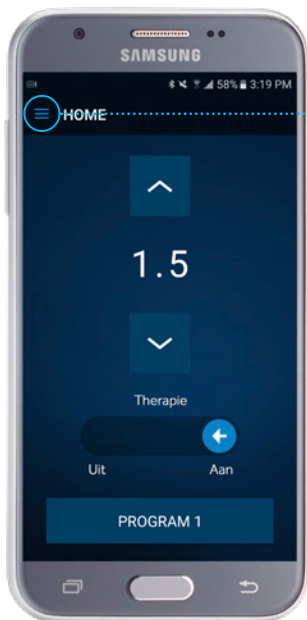 SAMSUNG
58% 3:19 PM
HOME
1.5
Therapie
Uit Aan
PROGRAM 1